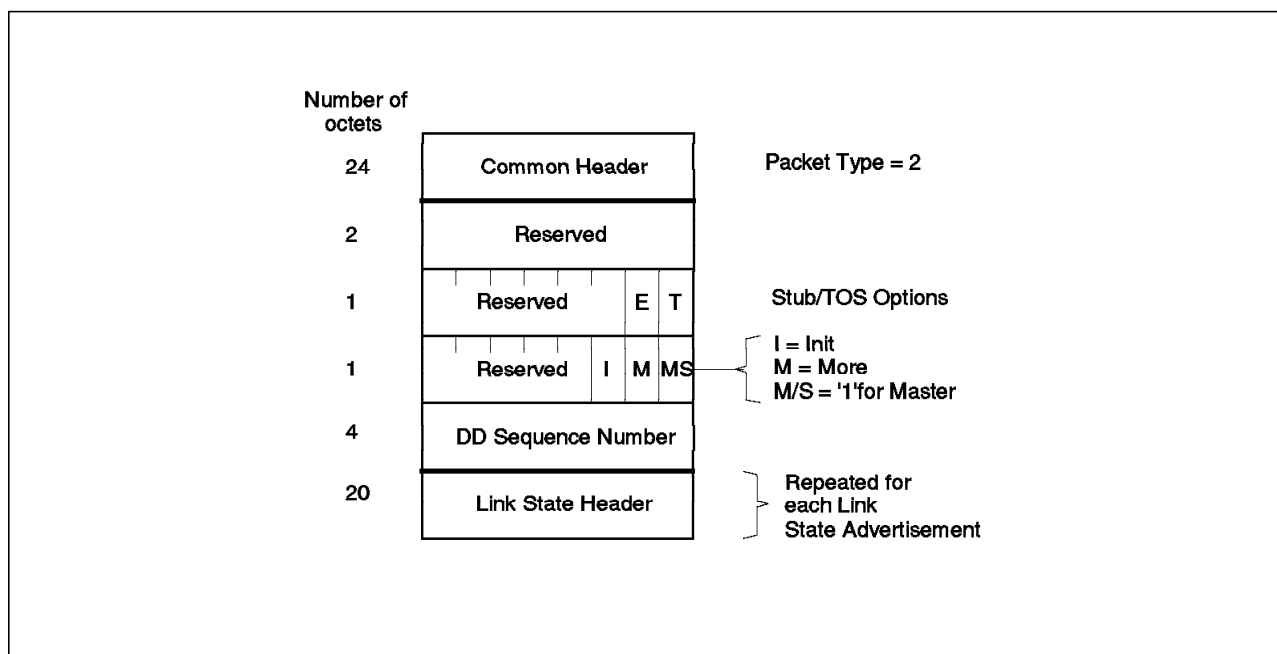 Number of
octets
24 Common Header Packet Type = 2
2 Reserved
1 Reserved E T Stub/TOS Options
1 Reserved I M MS
I = Init
M = More
M/S = '1'for Master
4 DD Sequence Number
20 Link State Header
Repeated for
each Link
State Advertisement